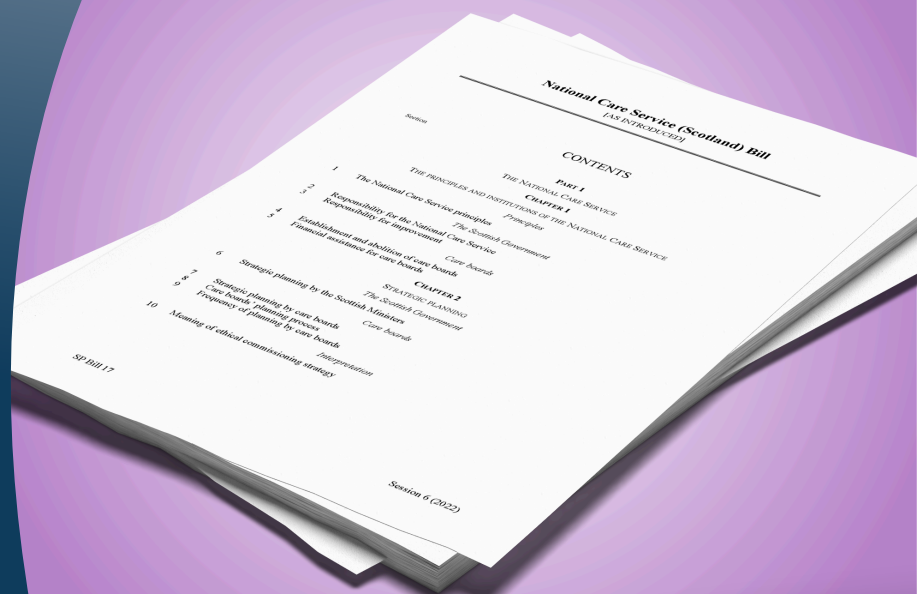 National Care Service (Scotland) Bill
[AS INTRODUCED]
CONTENTS
Section
PART 1
THE NATIONAL CARE SERVICE
CHAPTER 1
THE PRINCIPLES AND INSTITUTIONS OF THE NATIONAL CARE SERVICE
Principles
1 The National Care Service principles
The Scottish Government
2 Responsibility for the National Care Service
3 Responsibility for improvement
Care boards
4 Establishment and abolition of care boards
5 Financial assistance for care boards
CHAPTER 2
STRATEGIC PLANNING
The Scottish Government
6 Strategic planning by the Scottish Ministers
Care boards
7 Strategic planning by care boards
8 Care boards' planning process
9 Frequency of planning by care boards
Interpretation
10 Meaning of ethical commissioning strategy
SP Bill 17
Session 6 (2022)